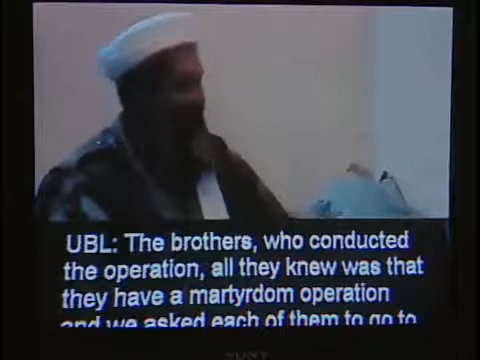 UBL: The brothers, who conducted
the operation, all they knew was that
they have a martyrdom operation
and we asked each of them to go to
SONY